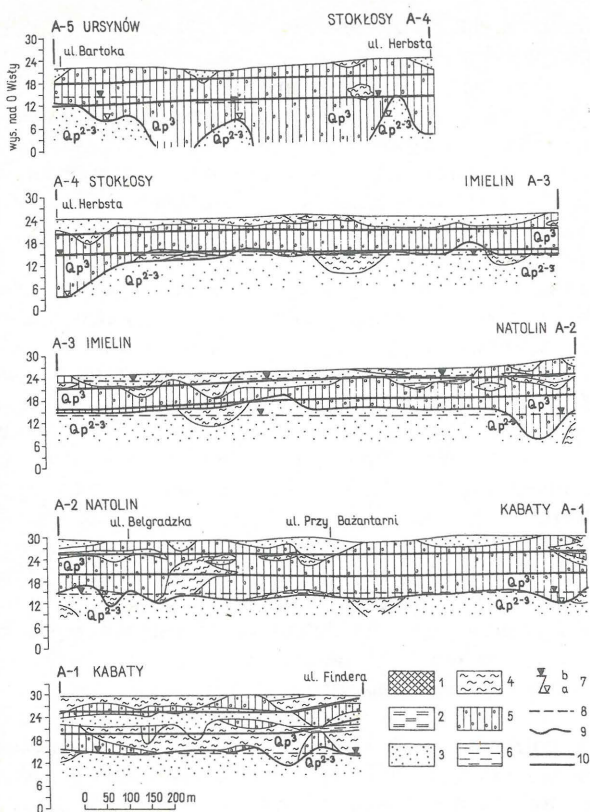 A-5 URSYNÓW STOKŁOSY A-4
ul. Bartoka ul. Herbsta
wys. nad 0 Wisły
24
18
12
6
3
0
Qp²⁻³ Qp³ Qp²⁻³ Qp²⁻³
A-4 STOKŁOSY IMIELIN A-3
ul. Herbsta
30
24
18
12
6
0
Qp³ Qp²⁻³ Qp³ Qp²⁻³
A-3 IMIELIN NATOLIN A-2
30
24
18
12
6
0
Qp³ Qp²⁻³ Qp²⁻³ Qp³
A-2 NATOLIN KABATY A-1
ul. Belgradzka ul. Przy Bażantarni
30
24
18
12
6
0
Qp³ Qp²⁻³ Qp³ Qp²⁻³
A-1 KABATY ul. Findera
30
24
18
12
6
0
Qp³ Qp²⁻³
0 50 100 150 200 m
1 4 b a 7
2 5 8
3 6 9
10